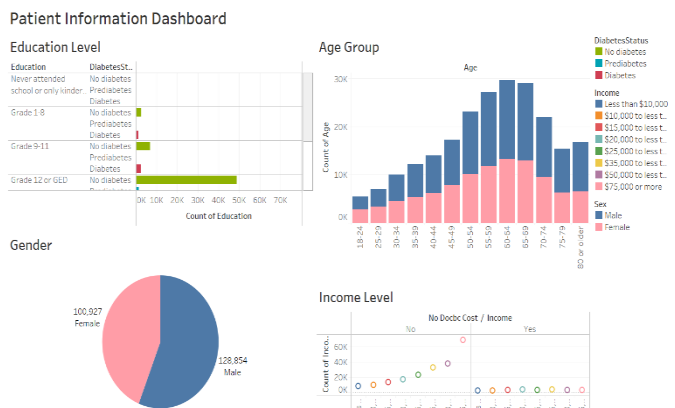 Patient Information Dashboard
Education Level
Education DiabetesSt..
Never attended No diabetes
school or only kinder... Prediabetes
Diabetes
Grade 1-8 No diabetes
Prediabetes
Diabetes
Grade 9-11 No diabetes
Prediabetes
Diabetes
Grade 12 or GED No diabetes
0K 10K 20K 30K 40K 50K 60K 70K
Count of Education
Age Group
Age
30K
20K
10K
0K
Count of Age
18-24 25-29 30-34 35-39 40-44 45-49 50-54 55-59 60-64 65-69 70-74 75-79 80 or older
DiabetesStatus
No diabetes
Prediabetes
Diabetes
Income
Less than $10,000
$10,000 to less t...
$15,000 to less t...
$20,000 to less t...
$25,000 to less t...
$35,000 to less t...
$50,000 to less t...
$75,000 or more
Sex
Male
Female
Gender
100,927
Female
128,854
Male
Income Level
No Docbc Cost / Income
No Yes
60K
40K
20K
0K
Count of Inco..